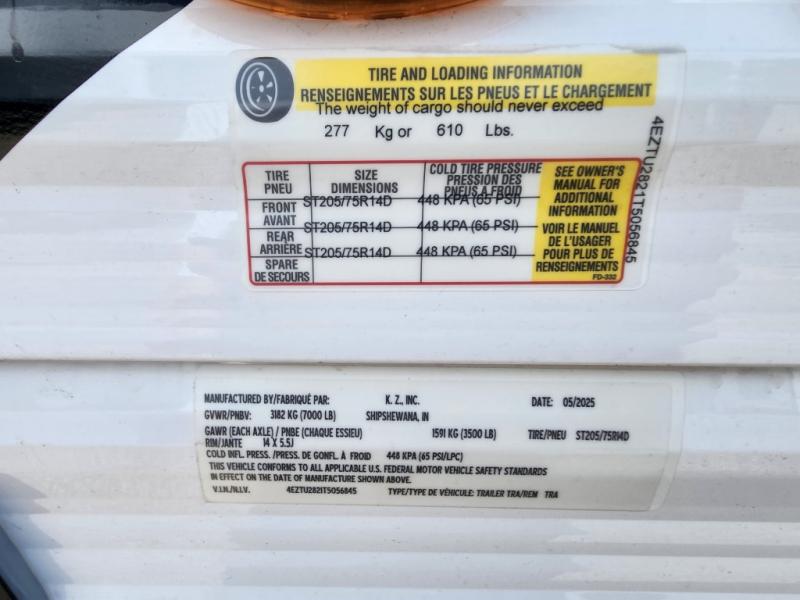 TIRE AND LOADING INFORMATION
RENSEIGNEMENTS SUR LES PNEUS ET LE CHARGEMENT
The weight of cargo should never exceed
277 Kg or 610 Lbs.
4EZTU2821T5056845
TIRE PNEU SIZE DIMENSIONS COLD TIRE PRESSURE PRESSION DES PNEUS A FROID
FRONT AVANT ST205/75R14D 448 KPA (65 PSI)
REAR ARRIÈRE ST205/75R14D 448 KPA (65 PSI)
SPARE DE SECOURS ST205/75R14D 448 KPA (65 PSI)
SEE OWNER'S
MANUAL FOR
ADDITIONAL
INFORMATION
VOIR LE MANUEL
DE L'USAGER
POUR PLUS DE
RENSEIGNEMENTS
FD-332
MANUFACTURED BY/FABRIQUÉ PAR: K. Z., INC. DATE: 05/2025
GVWR/PNBV: 3182 KG (7000 LB) SHIPSHEWANA, IN
GAWR (EACH AXLE) / PNBE (CHAQUE ESSIEU) 1591 KG (3500 LB) TIRE/PNEU ST205/75R14D
RIM/JANTE 14 X 5.5J
COLD INFL. PRESS. /PRESS. DE GONFL. À FROID 448 KPA (65 PSI/LPC)
THIS VEHICLE CONFORMS TO ALL APPLICABLE U.S. FEDERAL MOTOR VEHICLE SAFETY STANDARDS
IN EFFECT ON THE DATE OF MANUFACTURE SHOWN ABOVE.
V.I.N./N.I.V. 4EZTU2821T5056845 TYPE/TYPE DE VÉHICULE: TRAILER TRA/REM TRA